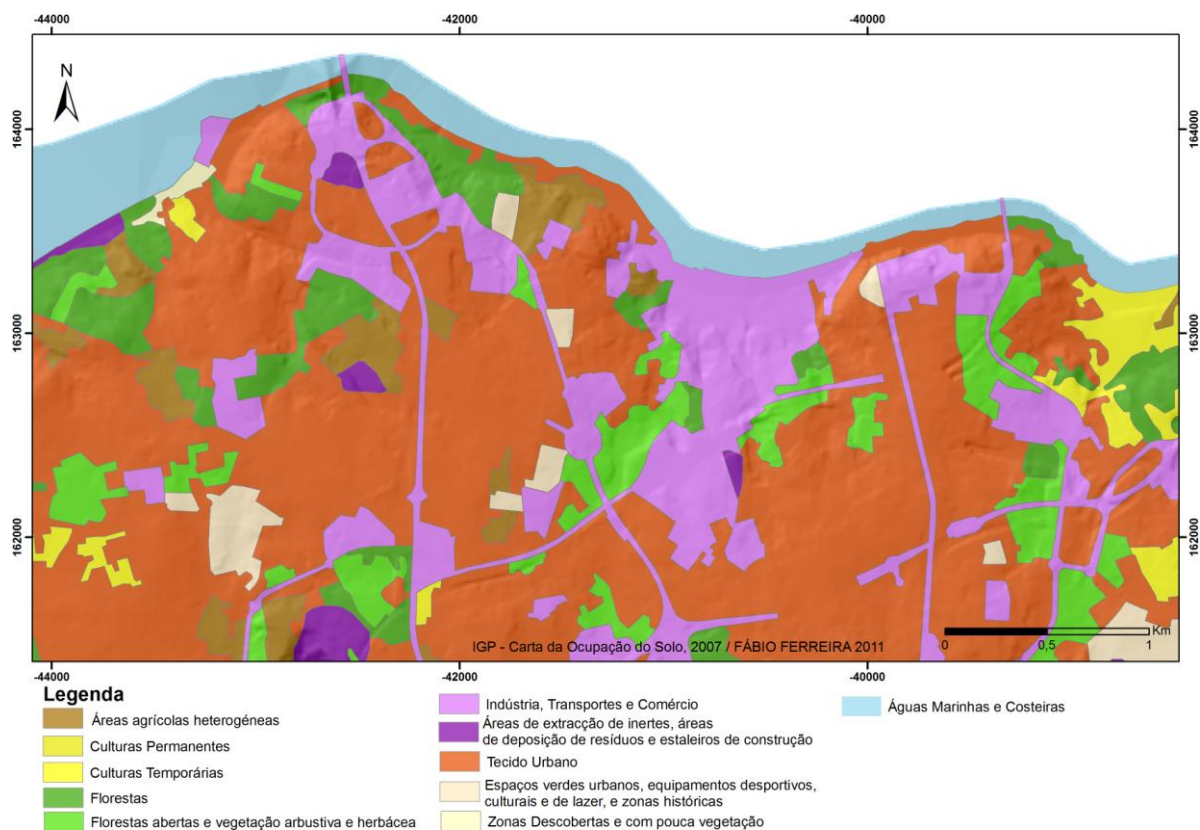 -44000
-42000
-40000
N
164000
164000
163000
163000
162000
162000
IGP - Carta da Ocupação do Solo, 2007 / FÁBIO FERREIRA 2011
Km
0
0,5
1
-44000
-42000
-40000
Legenda
Áreas agrícolas heterogéneas
Culturas Permanentes
Culturas Temporárias
Florestas
Florestas abertas e vegetação arbustiva e herbácea
Indústria, Transportes e Comércio
Áreas de extracção de inertes, áreas
de deposição de resíduos e estaleiros de construção
Tecido Urbano
Espaços verdes urbanos, equipamentos desportivos,
culturais e de lazer, e zonas históricas
Zonas Descobertas e com pouca vegetação
Águas Marinhas e Costeiras